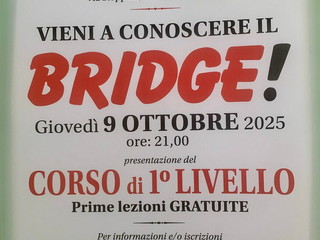 VIENI A CONOSCERE IL
BRIDGE!
Giovedì 9 OTTOBRE 2025
ore: 21,00
presentazione del
CORSO di 1º LIVELLO
Prime lezioni GRATUITE
Per informazioni e/o iscrizioni